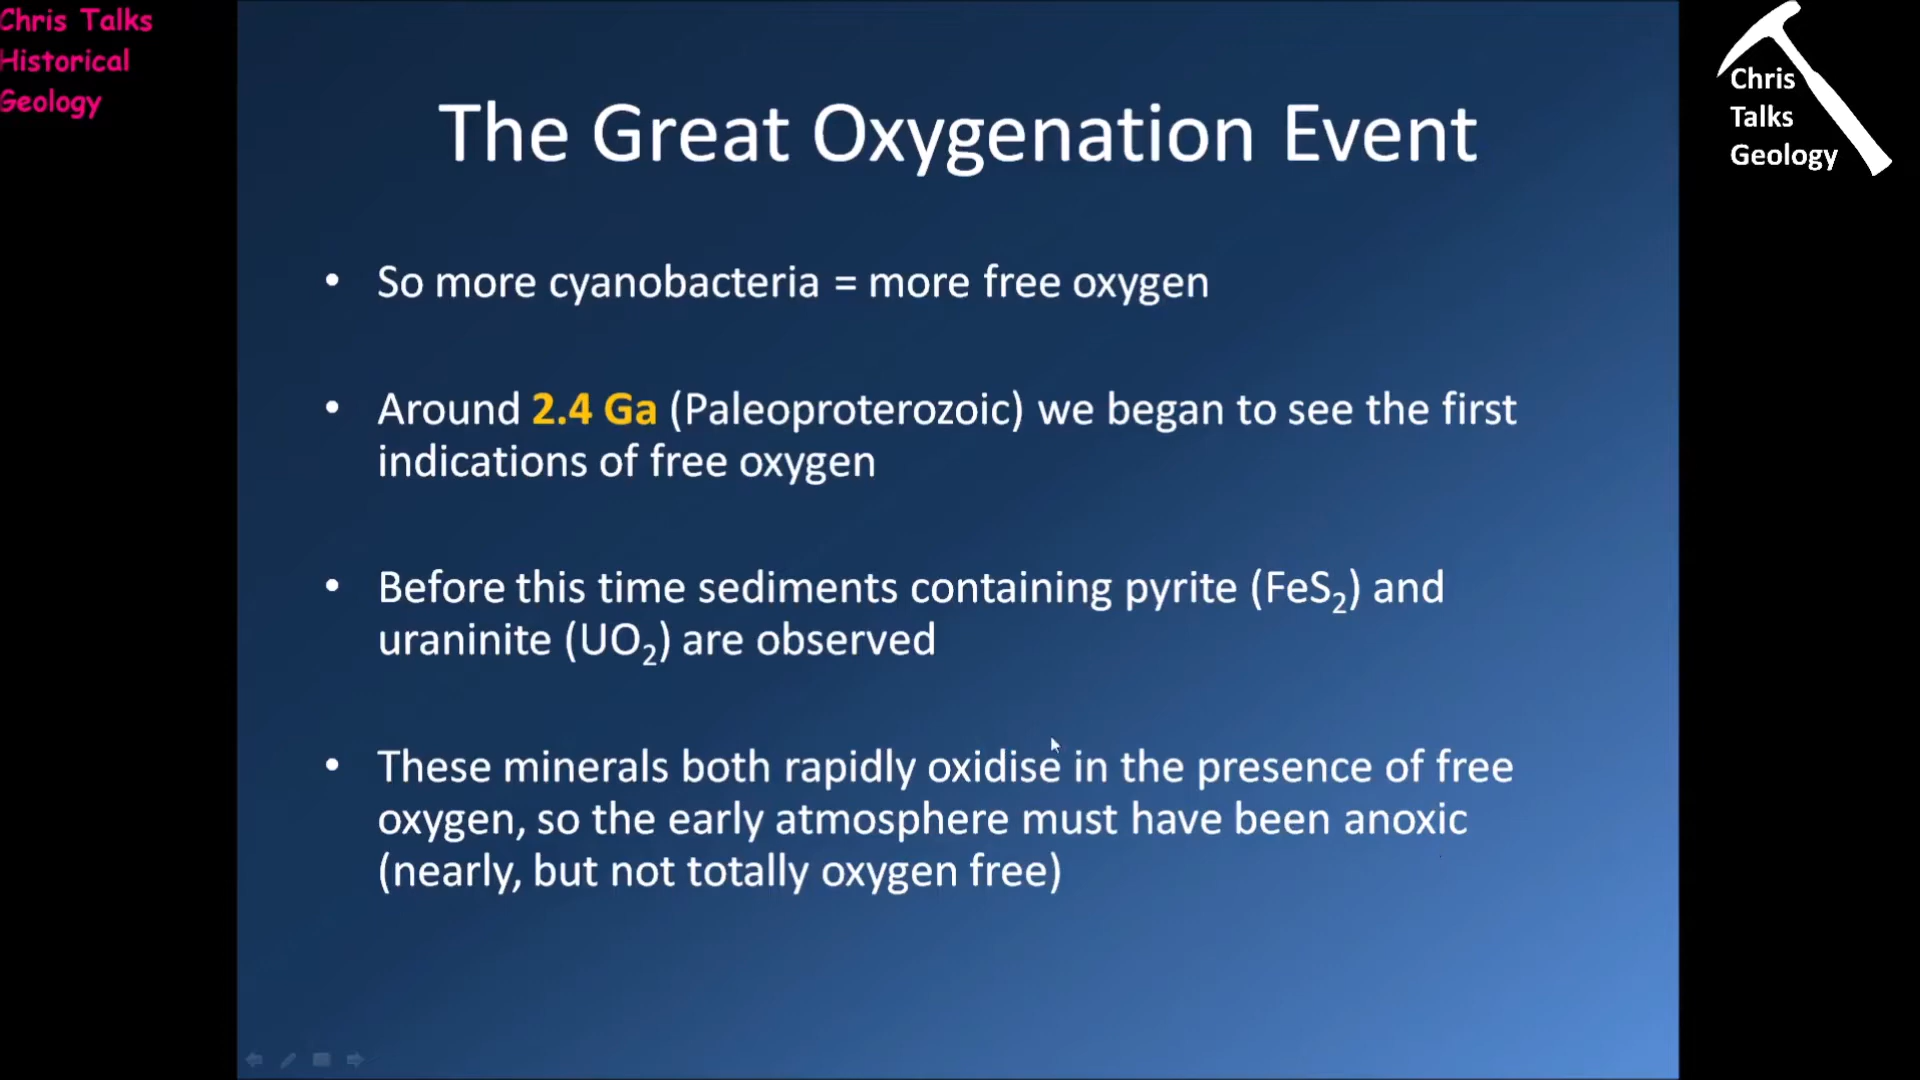 Chris Talks
Historical
Geology
Chris
Talks
Geology
The Great Oxygenation Event
• So more cyanobacteria = more free oxygen
• Around 2.4 Ga (Paleoproterozoic) we began to see the first
indications of free oxygen
• Before this time sediments containing pyrite (FeS₂) and
uraninite (UO₂) are observed
• These minerals both rapidly oxidise in the presence of free
oxygen, so the early atmosphere must have been anoxic
(nearly, but not totally oxygen free)